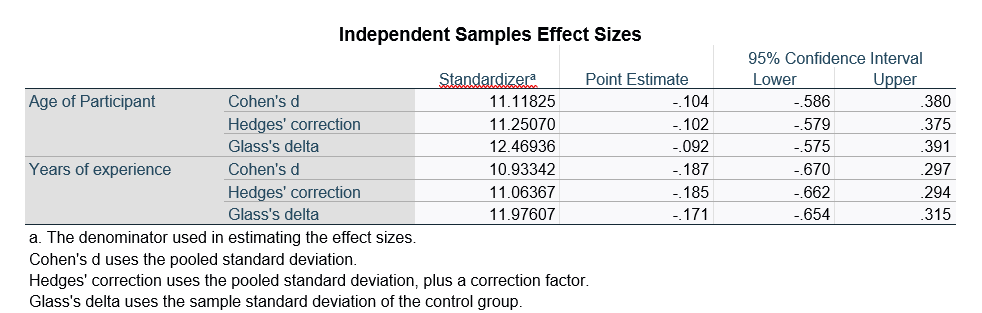 Independent Samples Effect Sizes
95% Confidence Interval
Standardizerᵃ Point Estimate Lower Upper
Age of Participant Cohen's d 11.11825 -.104 -.586 .380
Hedges' correction 11.25070 -.102 -.579 .375
Glass's delta 12.46936 -.092 -.575 .391
Years of experience Cohen's d 10.93342 -.187 -.670 .297
Hedges' correction 11.06367 -.185 -.662 .294
Glass's delta 11.97607 -.171 -.654 .315
a. The denominator used in estimating the effect sizes.
Cohen's d uses the pooled standard deviation.
Hedges' correction uses the pooled standard deviation, plus a correction factor.
Glass's delta uses the sample standard deviation of the control group.